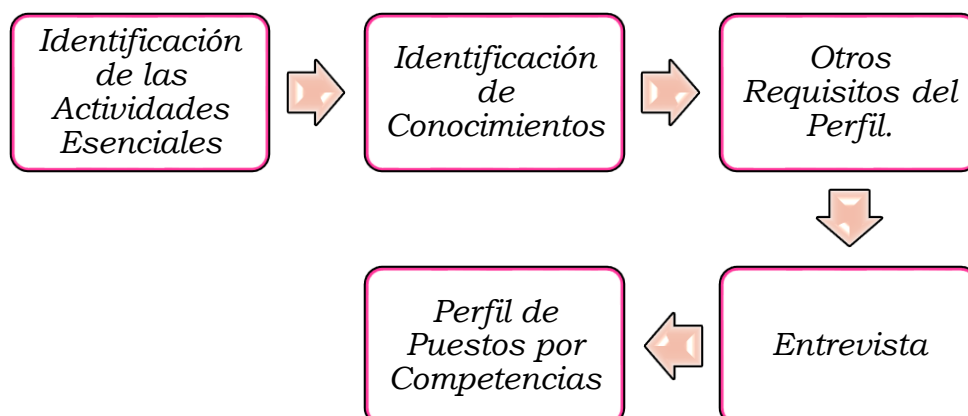 Identificación
de las
Actividades
Esenciales
Identificación
de
Conocimientos
Otros
Requisitos del
Perfil.
Entrevista
Perfil de
Puestos por
Competencias